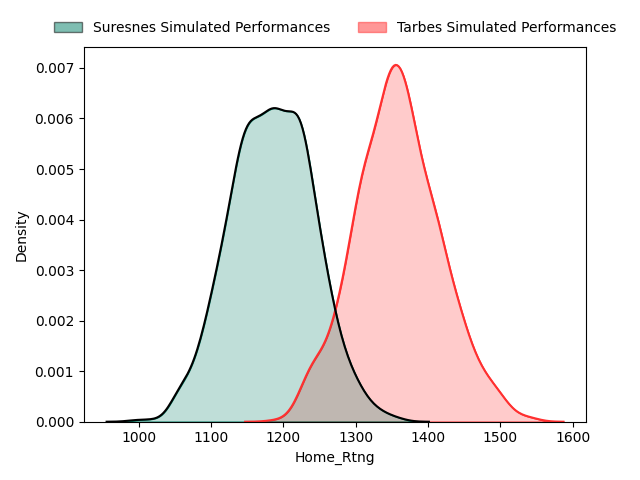 Suresnes Simulated Performances Tarbes Simulated Performances
0.007
0.006
0.005
0.004
0.003
0.002
0.001
0.000
Density
1000 1100 1200 1300 1400 1500 1600
Home_Rtng